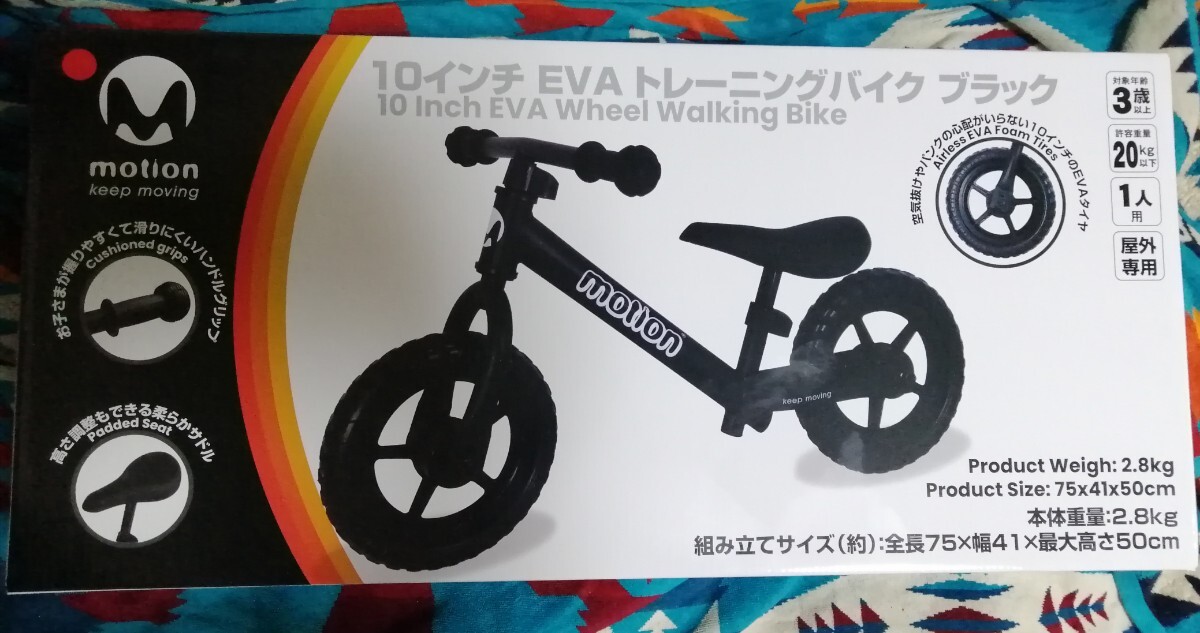 motion
keep moving
お子さまが握りやすくて滑りにくいハンドルグリップ
Cushioned grips
高さ調整もできる柔らかサドル
Padded Seat
10インチ EVA トレーニングバイク ブラック
10 Inch EVA Wheel Walking Bike
空気抜けやパンクの心配がいらない10インチのEVAタイヤ
Airless EVA Foam Tires
対象年齢
3歳以上
許容重量
20kg以下
1人用
屋外専用
motion
keep moving
Product Weigh: 2.8kg
Product Size: 75x41x50cm
本体重量:2.8kg
組み立てサイズ(約):全長75×幅41×最大高さ50cm